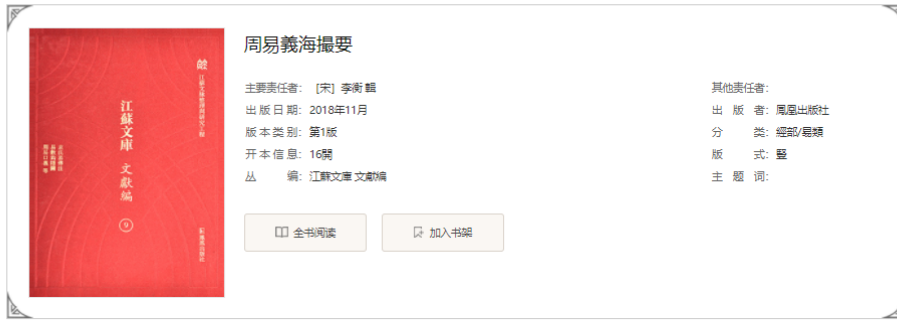 周易義海撮要
主要责任者： [宋] 李衡 輯
其他责任者：
出版日期：2018年11月
出 版 者：鳳凰出版社
版本类别：第1版
分 类：經部/易類
开本信息：16開
版 式：竪
丛 编：江蘇文庫 文獻編
主 题 词：
全书阅读
加入书架
江蘇文庫 文獻編
9